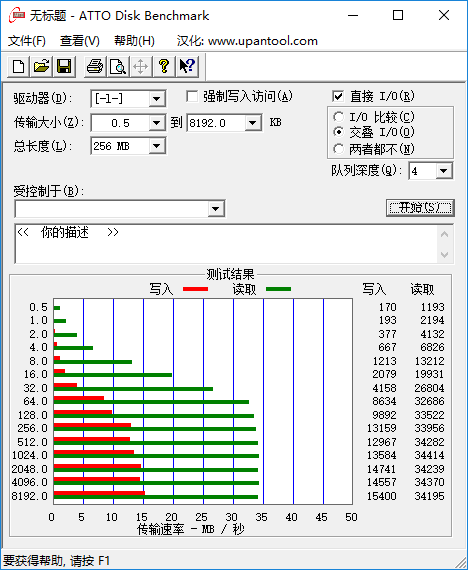 无标题 - ATTO Disk Benchmark
文件(F) 查看(V) 帮助(H) 汉化: www.upantool.com
驱动器(D): [-l-] 强制写入访问(A) 直接 I/O(R)
传输大小(Z): 0.5 到 8192.0 KB I/O 比较(C)
交叠 I/O(O)
总长度(L): 256 MB 两者都不(N)
队列深度(Q): 4
受控制于(B):
开始(S)
<< 你的描述 >>
测试结果
写入 读取 写入 读取
0.5 170 1193
1.0 193 2194
2.0 377 4132
4.0 667 6826
8.0 1213 13212
16.0 2079 19931
32.0 4158 26804
64.0 8634 32686
128.0 9892 33522
256.0 13159 33956
512.0 12967 34282
1024.0 13584 34414
2048.0 14741 34239
4096.0 14557 34370
8192.0 15400 34195
0 5 10 15 20 25 30 35 40 45 50
传输速率 - MB / 秒
要获得帮助, 请按 F1